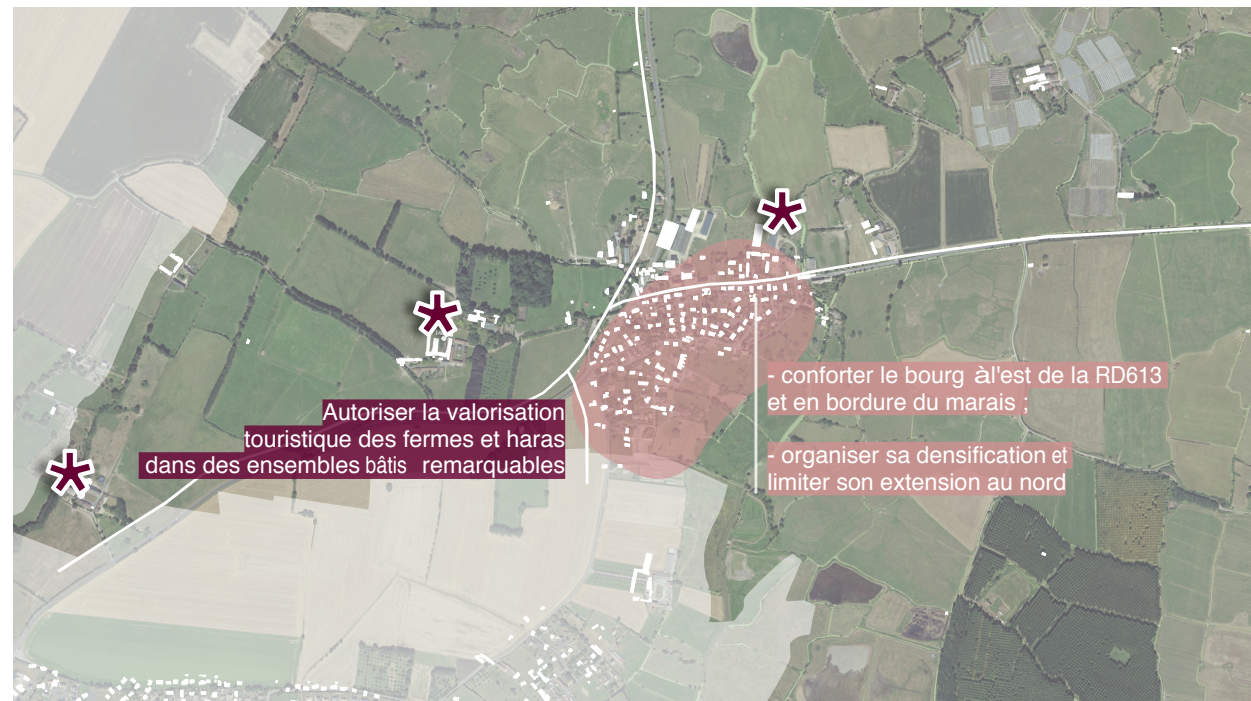 - conforter le bourg àl'est de la RD613
et en bordure du marais ;
- organiser sa densification et
limiter son extension au nord
Autoriser la valorisation
touristique des fermes et haras
dans des ensembles bâtis remarquables